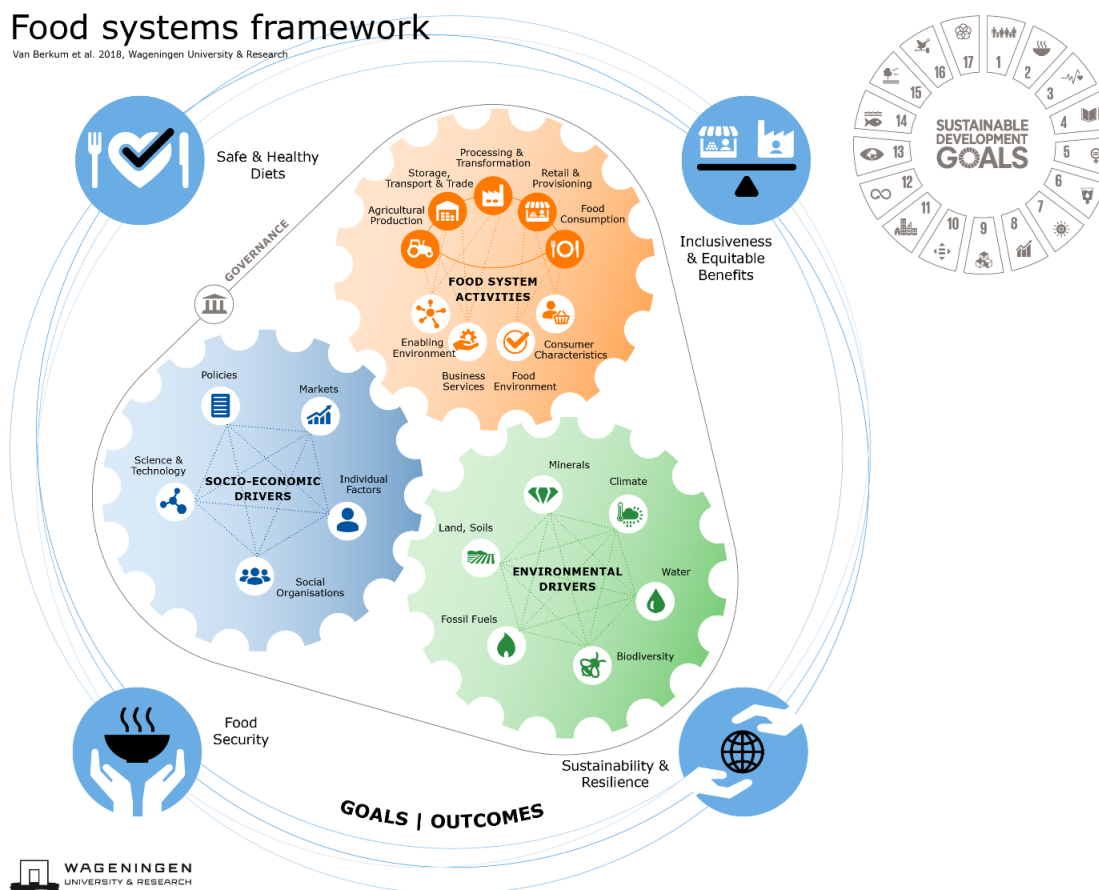 Food systems framework
Van Berkum et al. 2018, Wageningen University & Research
Safe & Healthy
Diets
Inclusiveness
& Equitable
Benefits
SUSTAINABLE
DEVELOPMENT
GOALS
1
2
3
4
5
6
7
8
9
10
11
12
13
14
15
16
17
GOVERNANCE
Processing &
Transformation
Storage,
Transport & Trade
Retail &
Provisioning
Agricultural
Production
Food
Consumption
FOOD SYSTEM
ACTIVITIES
Enabling
Environment
Business
Services
Food
Environment
Consumer
Characteristics
Policies
Markets
Science &
Technology
Individual
Factors
SOCIO-ECONOMIC
DRIVERS
Social
Organisations
Minerals
Climate
Land, Soils
ENVIRONMENTAL
DRIVERS
Water
Fossil Fuels
Biodiversity
Food
Security
Sustainability &
Resilience
GOALS | OUTCOMES
WAGENINGEN
UNIVERSITY & RESEARCH